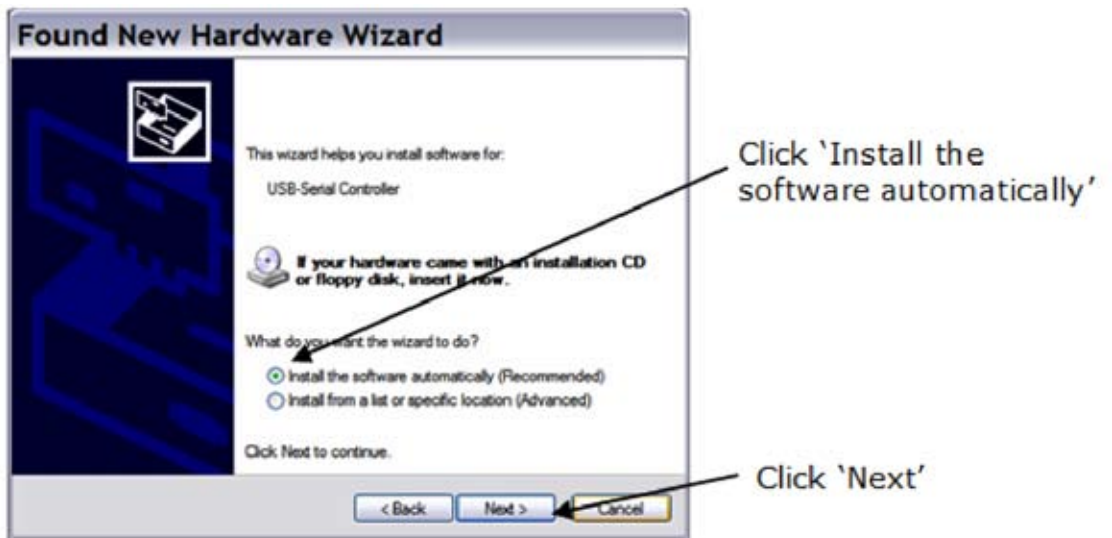 Found New Hardware Wizard
This wizard helps you install software for:
USB-Serial Controller
If your hardware came with an installation CD
or floppy disk, insert it now.
What do you want the wizard to do?
Install the software automatically (Recommended)
Install from a list or specific location (Advanced)
Click Next to continue.
< Back Next > Cancel
Click ‘Install the
software automatically’
Click ‘Next’